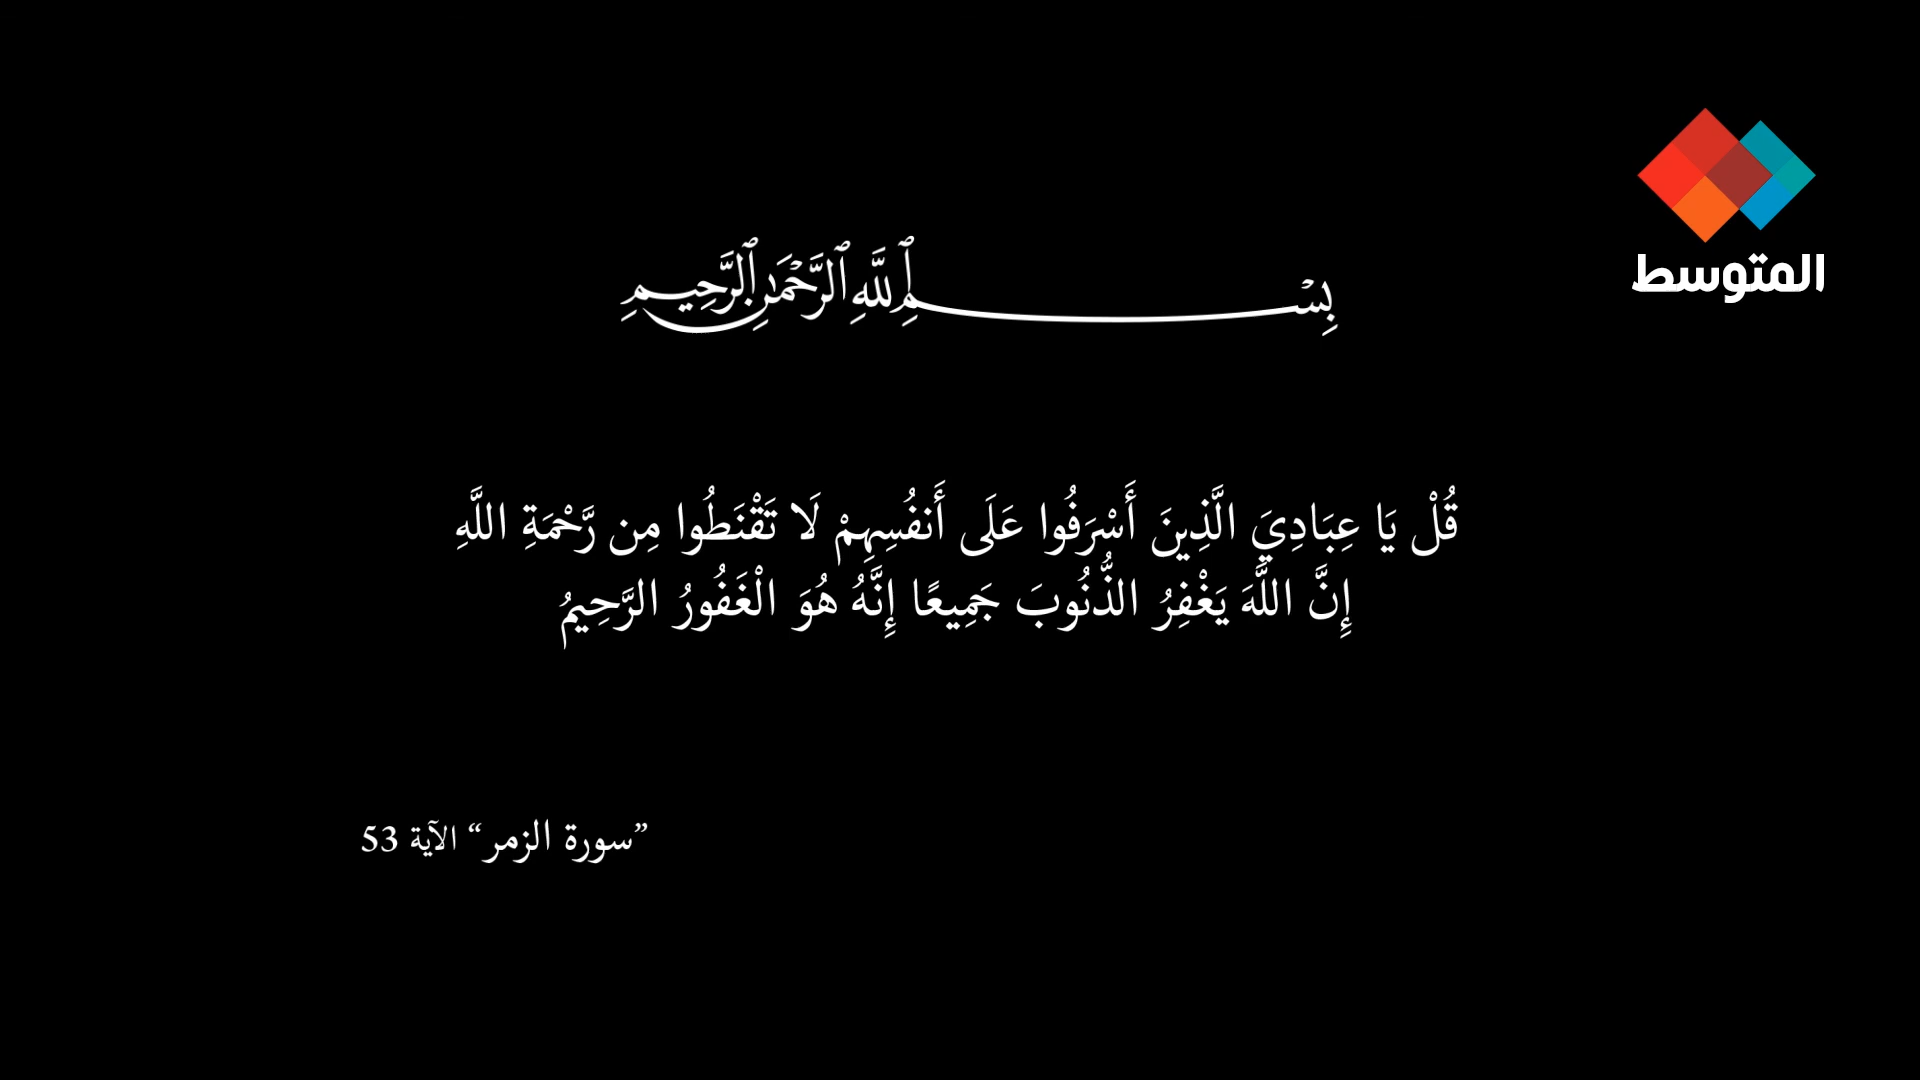 المتوسط
بِسْمِ ٱللَّهِ ٱلرَّحْمَٰنِ ٱلرَّحِيمِ
قُلْ يَا عِبَادِيَ الَّذِينَ أَسْرَفُوا عَلَى أَنفُسِهِمْ لَا تَقْنَطُوا مِن رَّحْمَةِ اللَّهِ
إِنَّ اللَّهَ يَغْفِرُ الذُّنُوبَ جَمِيعًا إِنَّهُ هُوَ الْغَفُورُ الرَّحِيمُ
”سورة الزمر“ الآية 53